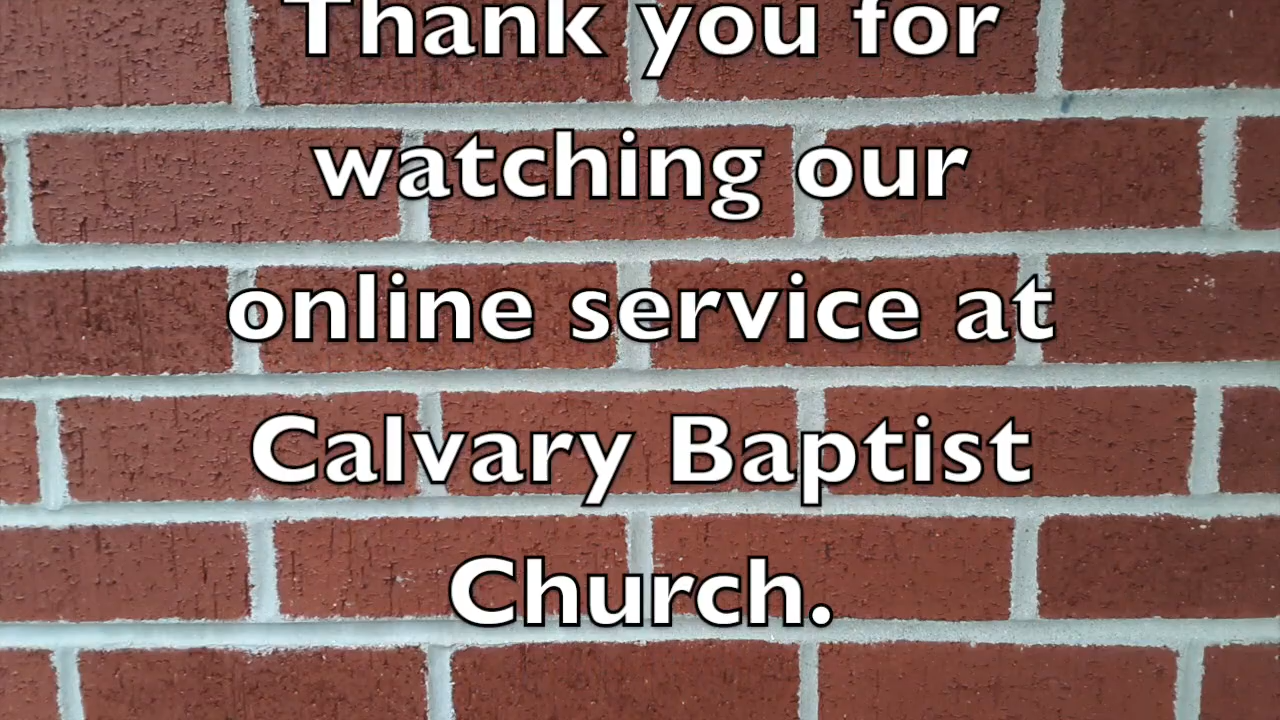 Thank you for
watching our
online service at
Calvary Baptist
Church.